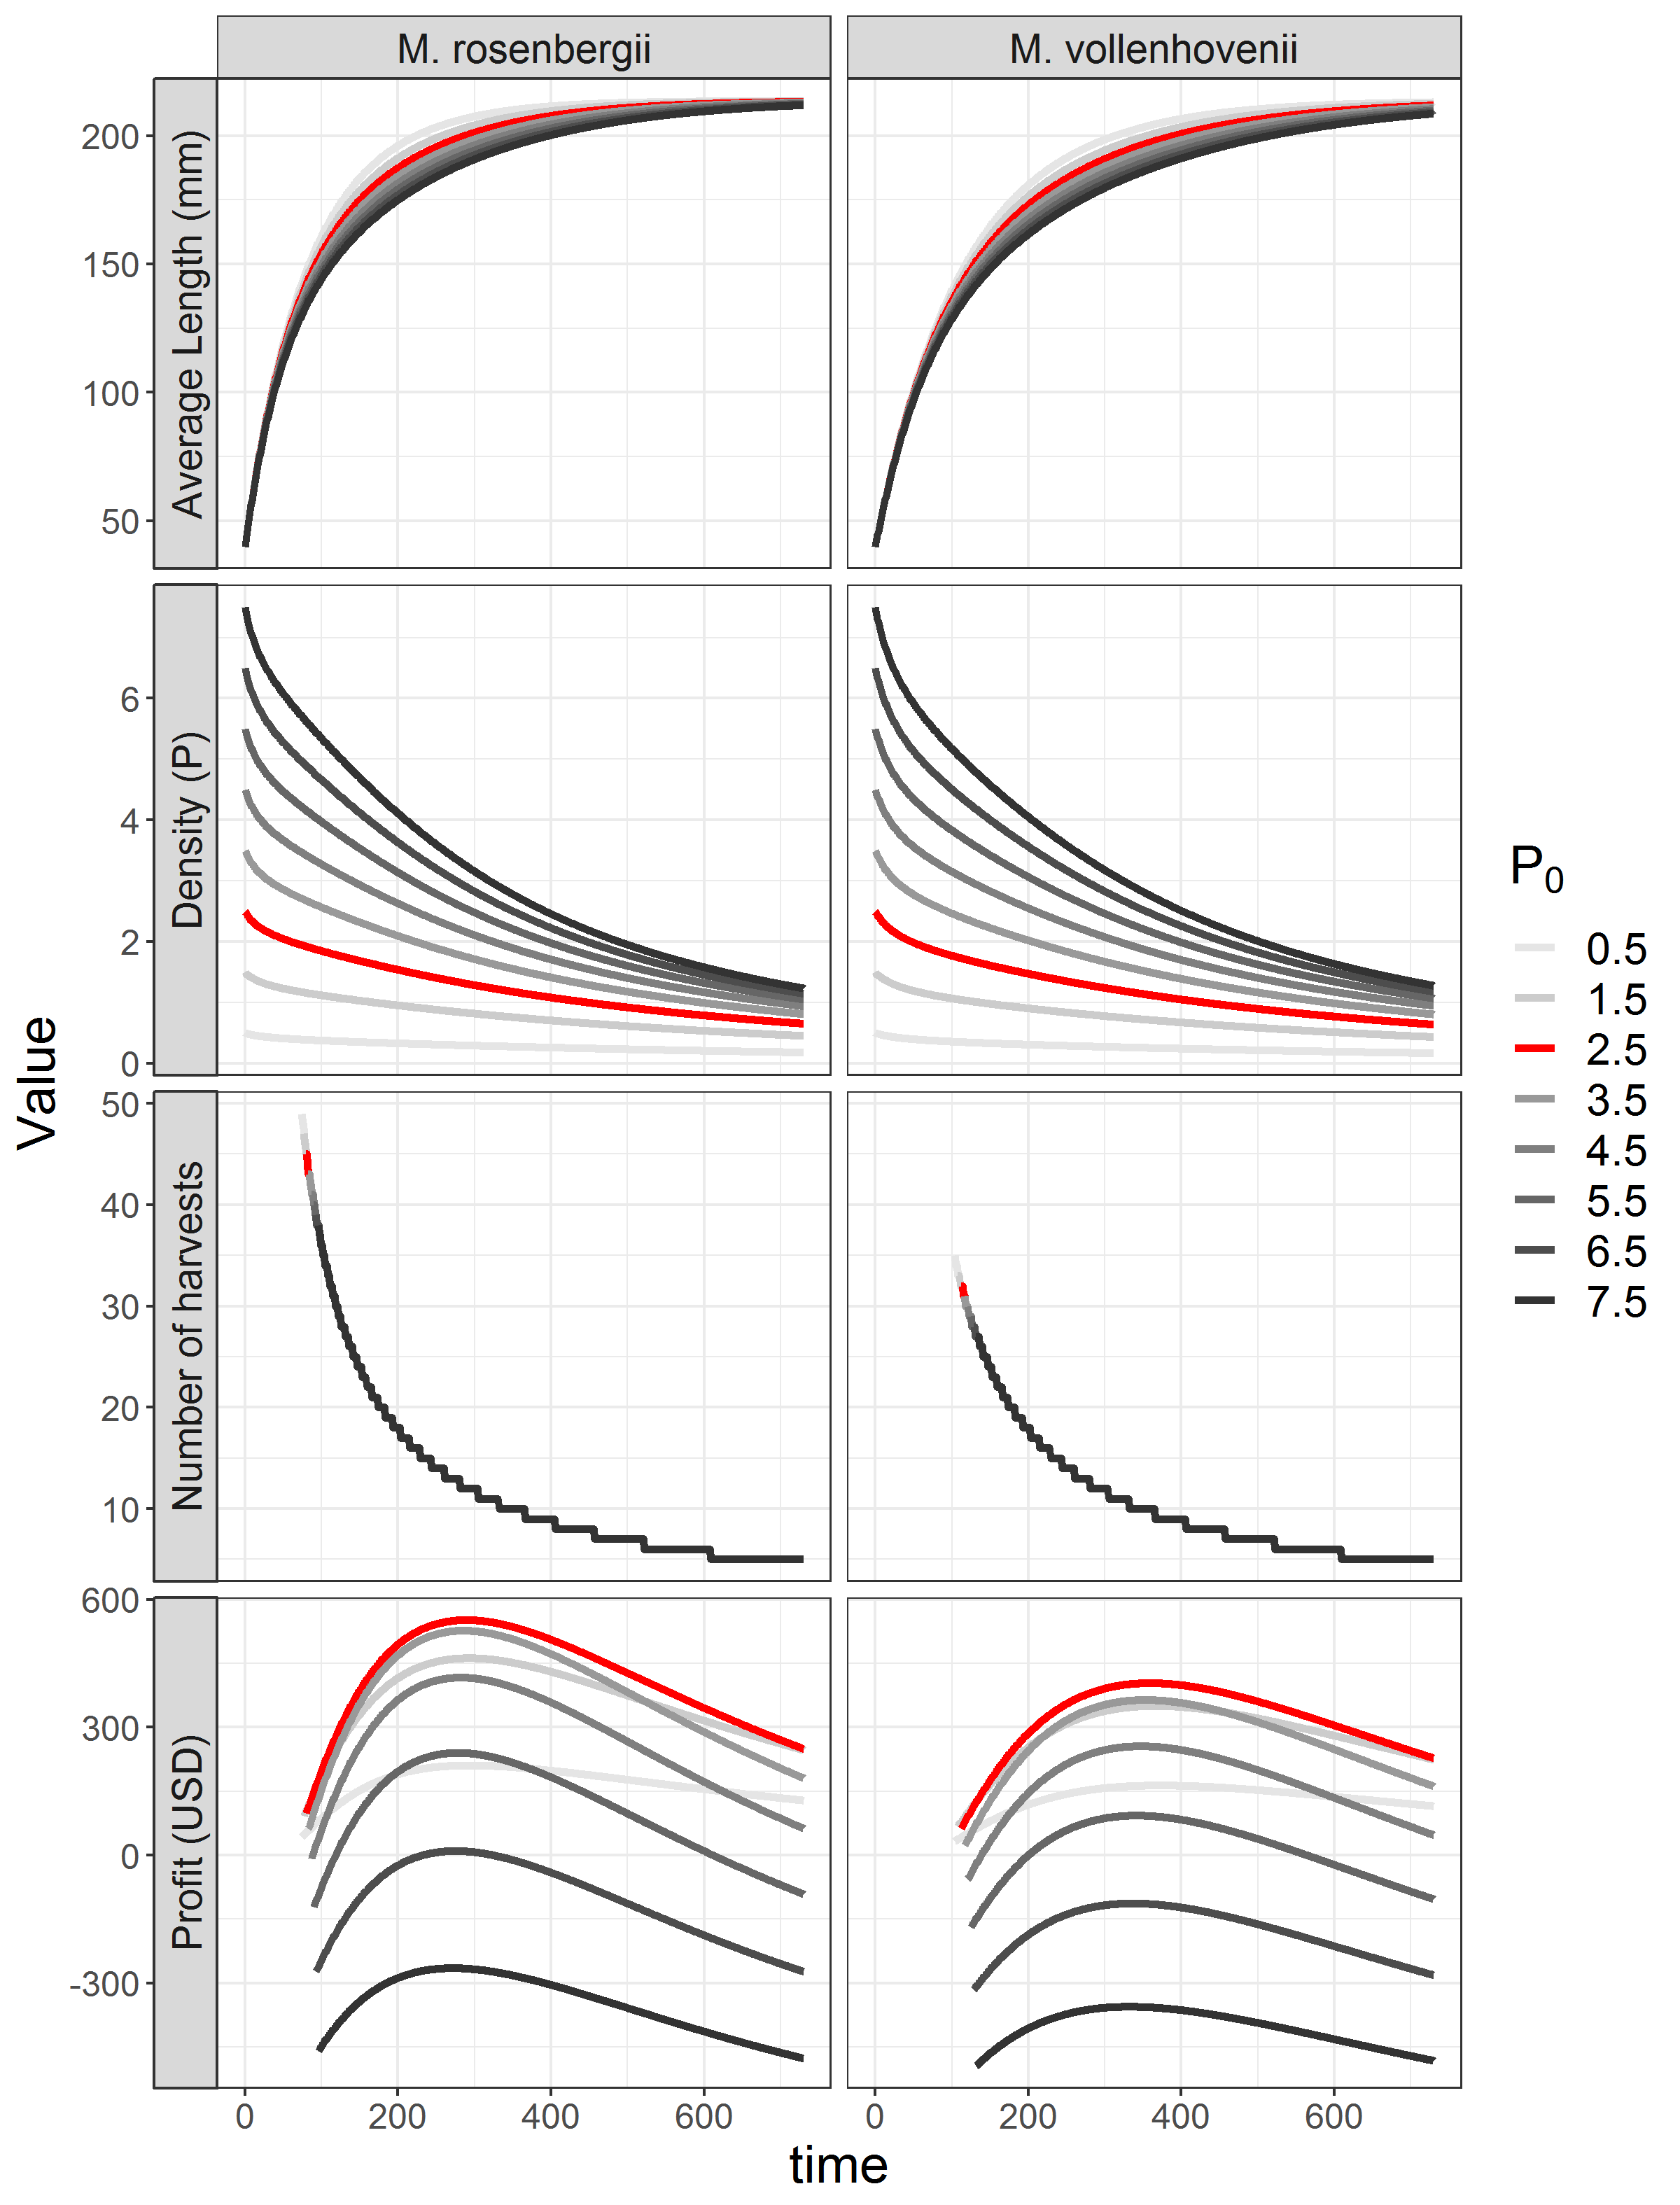 M. rosenbergii
M. vollenhovenii
Value
Average Length (mm)
200
150
100
50
Density (P)
6
4
2
0
Number of harvests
50
40
30
20
10
Profit (USD)
600
300
0
-300
0 200 400 600
0 200 400 600
time
P0
0.5
1.5
2.5
3.5
4.5
5.5
6.5
7.5